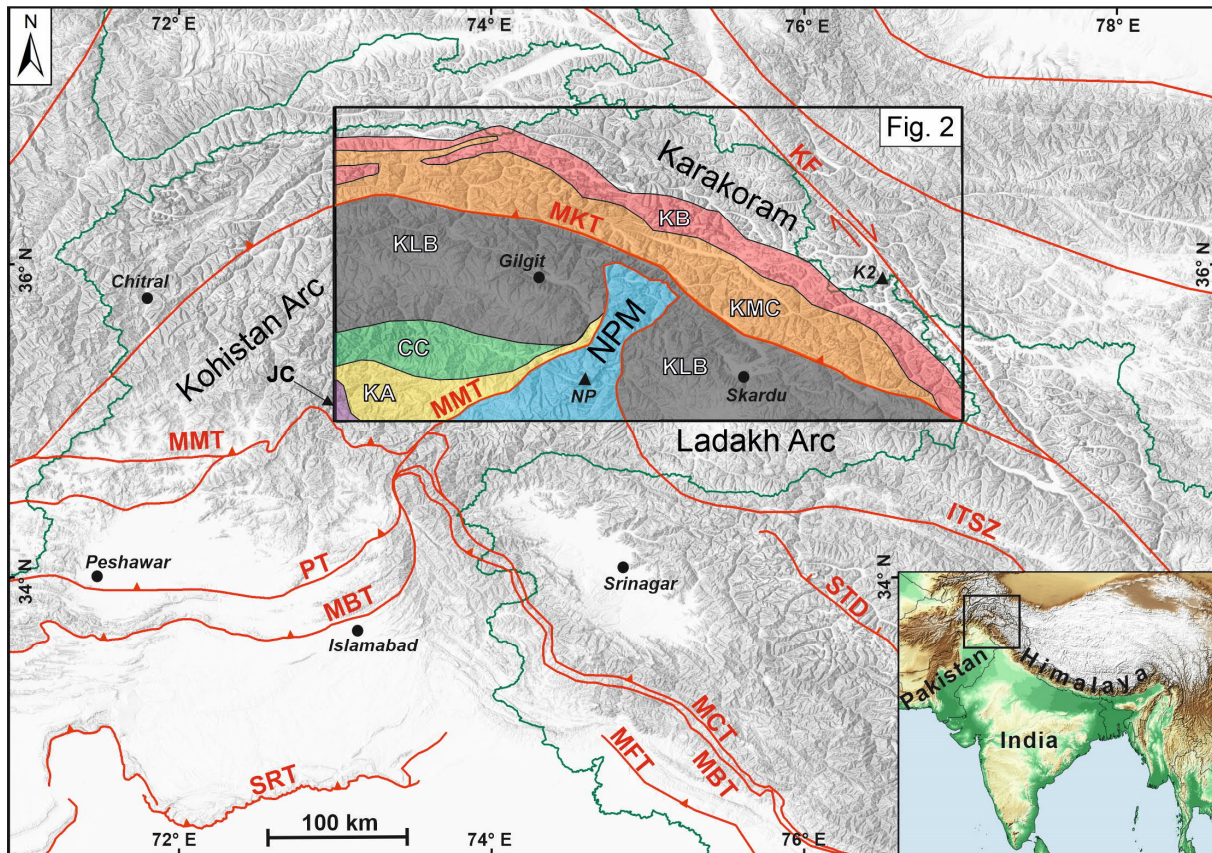 N
72° E
74° E
76° E
78° E
Fig. 2
Karakoram
KF
KB
MKT
KLB
Gilgit
36° N
36° N
Chitral
K2
Kohistan Arc
NPM
KMC
CC
KLB
JC
KA
MMT
NP
Skardu
Ladakh Arc
MMT
ITSZ
Peshawar
PT
Srinagar
34° N
34° N
STD
MBT
Islamabad
Pakistan
Himalaya
MCT
MFT
MBT
India
SRT
100 km
72° E
74° E
76° E